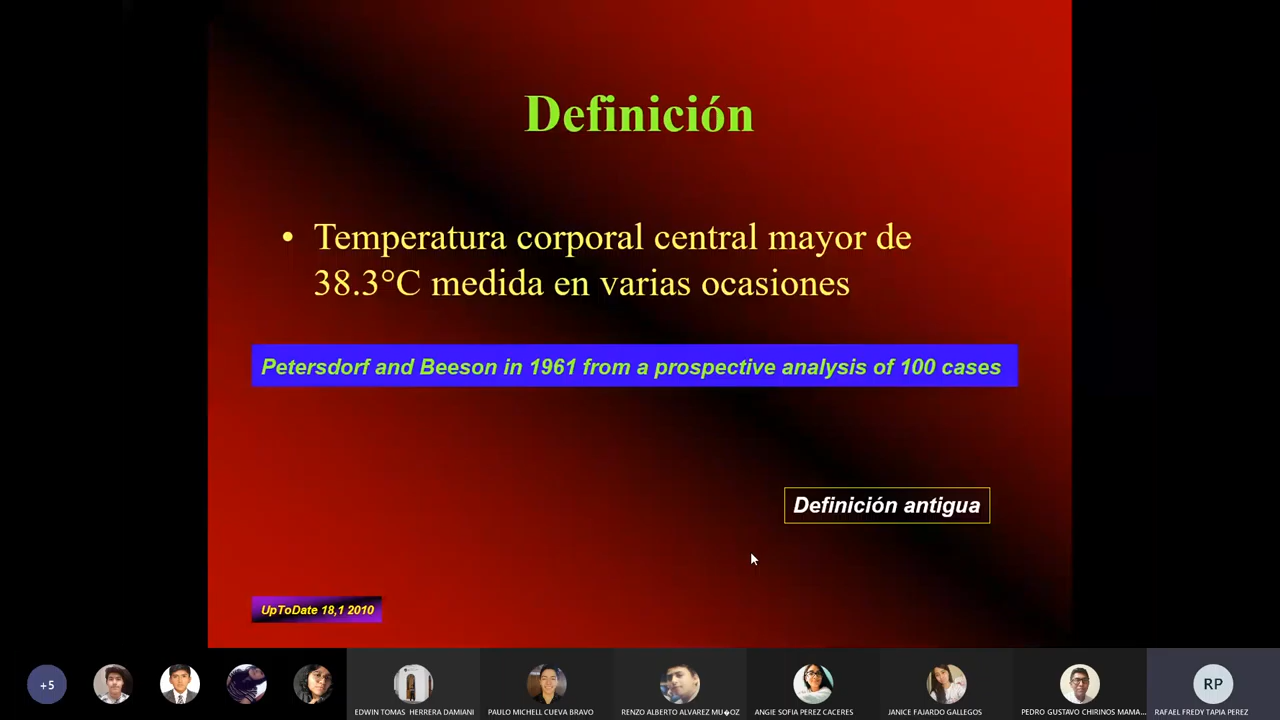 Definición
• Temperatura corporal central mayor de
38.3°C medida en varias ocasiones
Petersdorf and Beeson in 1961 from a prospective analysis of 100 cases
Definición antigua
UpToDate 18,1 2010
+5
EDWIN TOMAS HERRERA DAMIANI
PAULO MICHELL CUEVA BRAVO
RENZO ALBERTO ALVAREZ MU�OZ
ANGIE SOFIA PEREZ CACERES
JANICE FAJARDO GALLEGOS
PEDRO GUSTAVO CHIRINOS MAMA...
RP
RAFAEL FREDY TAPIA PEREZ